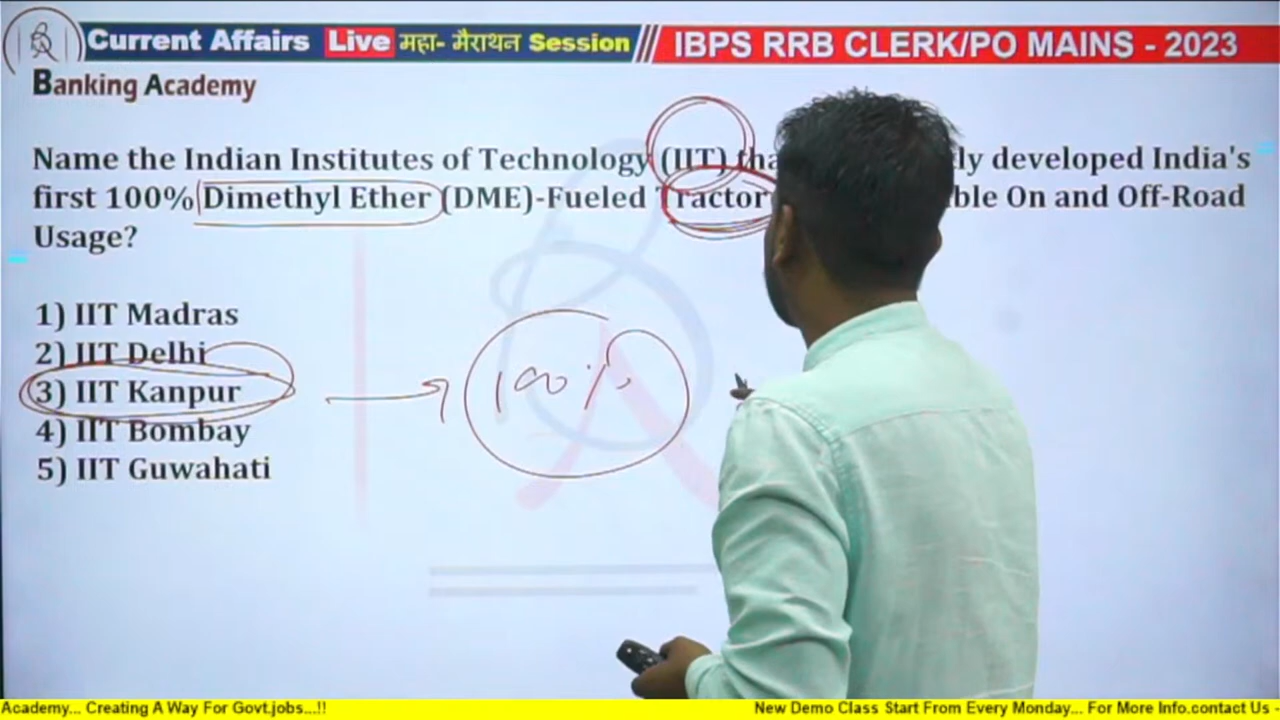 Current Affairs Live महा- मैराथन Session IBPS RRB CLERK/PO MAINS - 2023
Banking Academy
Name the Indian Institutes of Technology (IIT) ly developed India's
first 100% Dimethyl Ether (DME)-Fueled Tractor ble On and Off-Road
Usage?
1) IIT Madras
2) IIT Delhi
3) IIT Kanpur
100%
4) IIT Bombay
5) IIT Guwahati
Academy... Creating A Way For Govt.jobs...!! New Demo Class Start From Every Monday... For More Info.contact Us -